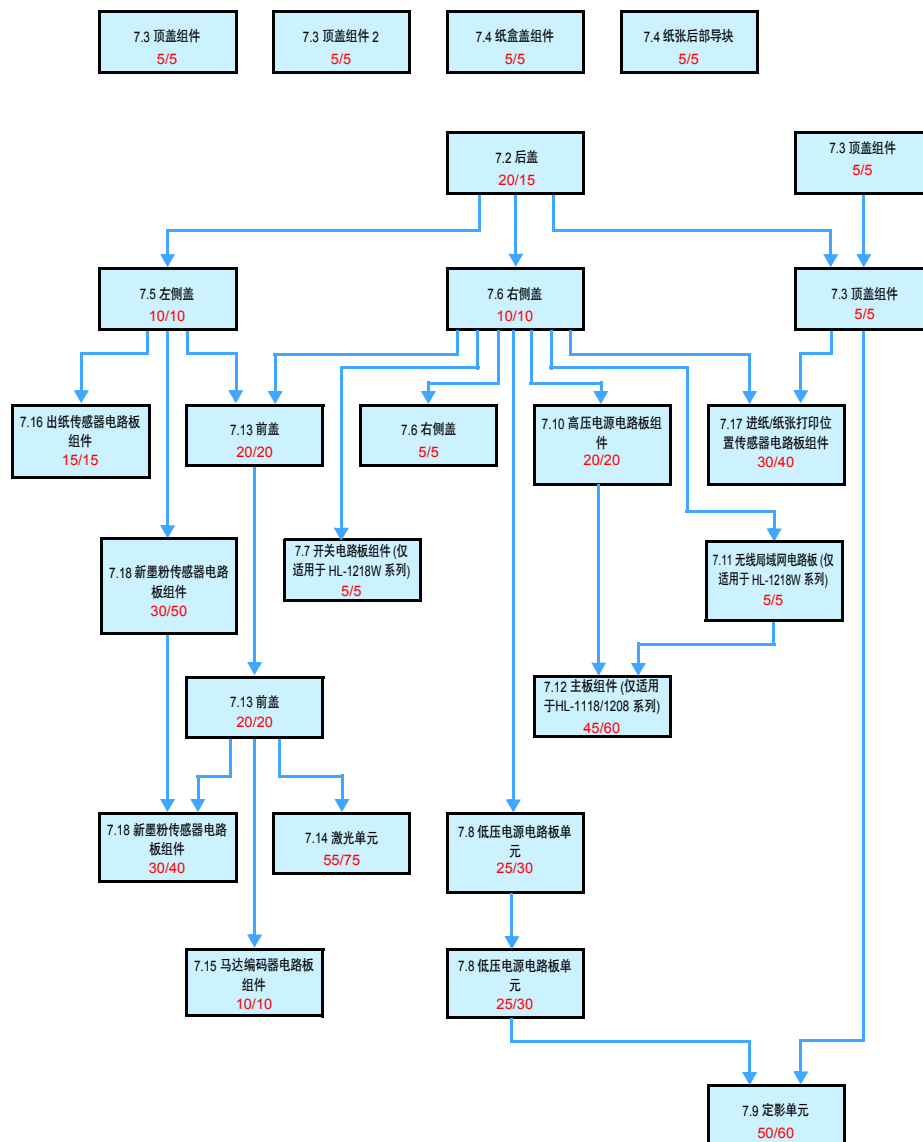 7.3 顶盖组件
5/5
7.3 顶盖组件 2
5/5
7.4 纸盒盖组件
5/5
7.4 纸张后部导块
5/5
7.2 后盖
20/15
7.3 顶盖组件
5/5
7.5 左侧盖
10/10
7.6 右侧盖
10/10
7.3 顶盖组件
5/5
7.16 出纸传感器电路板
组件
15/15
7.13 前盖
20/20
7.6 右侧盖
5/5
7.10 高压电源电路板组
件
20/20
7.17 进纸/纸张打印位
置传感器电路板组件
30/40
7.18 新墨粉传感器电路
板组件
30/50
7.7 开关电路板组件 (仅
适用于 HL-1218W 系列)
5/5
7.11 无线局域网电路板 (仅
适用于 HL-1218W 系列)
5/5
7.13 前盖
20/20
7.12 主板组件 (仅适用
于HL-1118/1208 系列)
45/60
7.18 新墨粉传感器电路
板组件
30/40
7.14 激光单元
55/75
7.8 低压电源电路板单
元
25/30
7.15 马达编码器电路板
组件
10/10
7.8 低压电源电路板单
元
25/30
7.9 定影单元
50/60